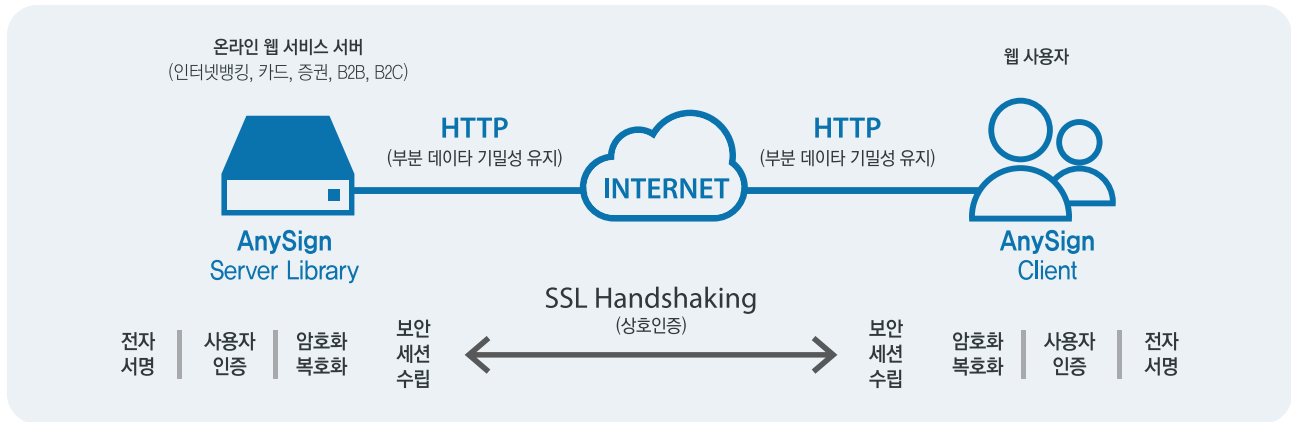 온라인 웹 서비스 서버
(인터넷뱅킹, 카드, 증권, B2B, B2C)
웹 사용자
HTTP
(부분 데이타 기밀성 유지)
HTTP
(부분 데이타 기밀성 유지)
INTERNET
AnySign
Server Library
AnySign
Client
SSL Handshaking
(상호인증)
전자
서명
사용자
인증
암호화
복호화
보안
세션
수립
보안
세션
수립
암호화
복호화
사용자
인증
전자
서명